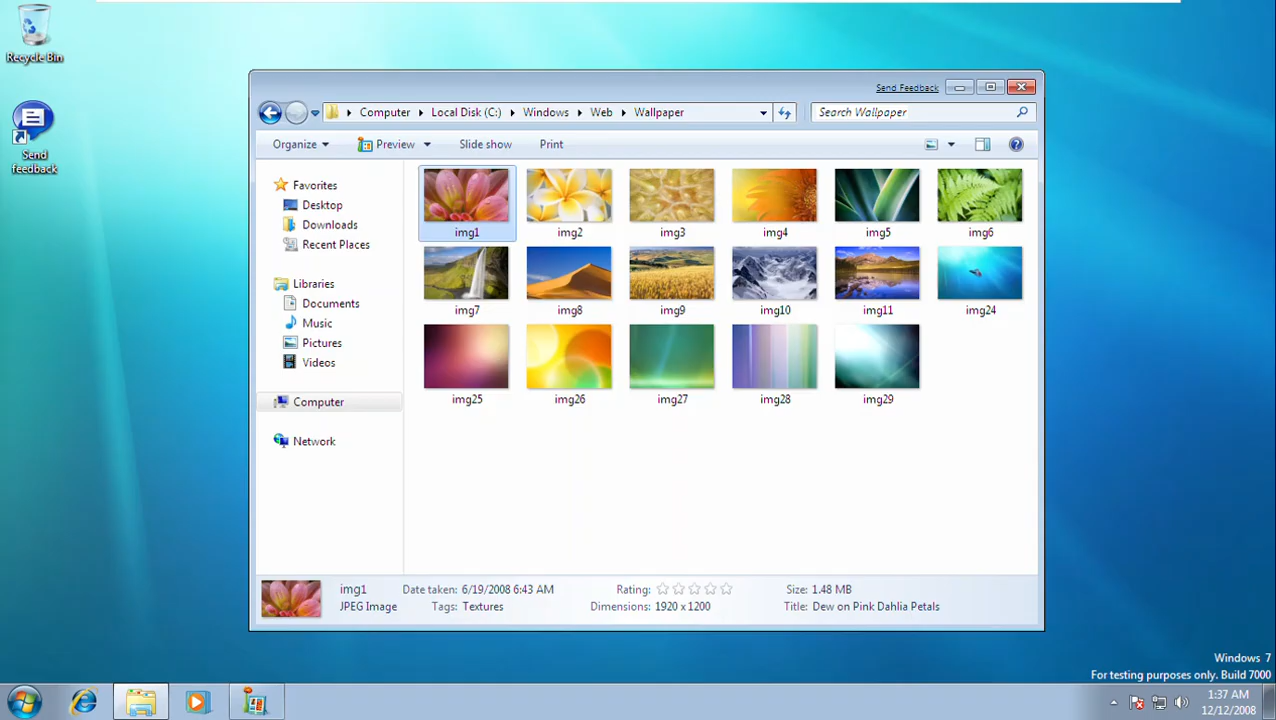 Recycle Bin
Send
feedback
Send Feedback
Computer Local Disk (C:) Windows Web Wallpaper
Search Wallpaper
Organize Preview Slide show Print
Favorites
Desktop
Downloads
Recent Places
Libraries
Documents
Music
Pictures
Videos
Computer
Network
img1 img2 img3 img4 img5 img6
img7 img8 img9 img10 img11 img24
img25 img26 img27 img28 img29
img1 Date taken: 6/19/2008 6:43 AM Rating: Size: 1.48 MB
JPEG Image Tags: Textures Dimensions: 1920 x 1200 Title: Dew on Pink Dahlia Petals
Windows 7
For testing purposes only. Build 7000
1:37 AM
12/12/2008